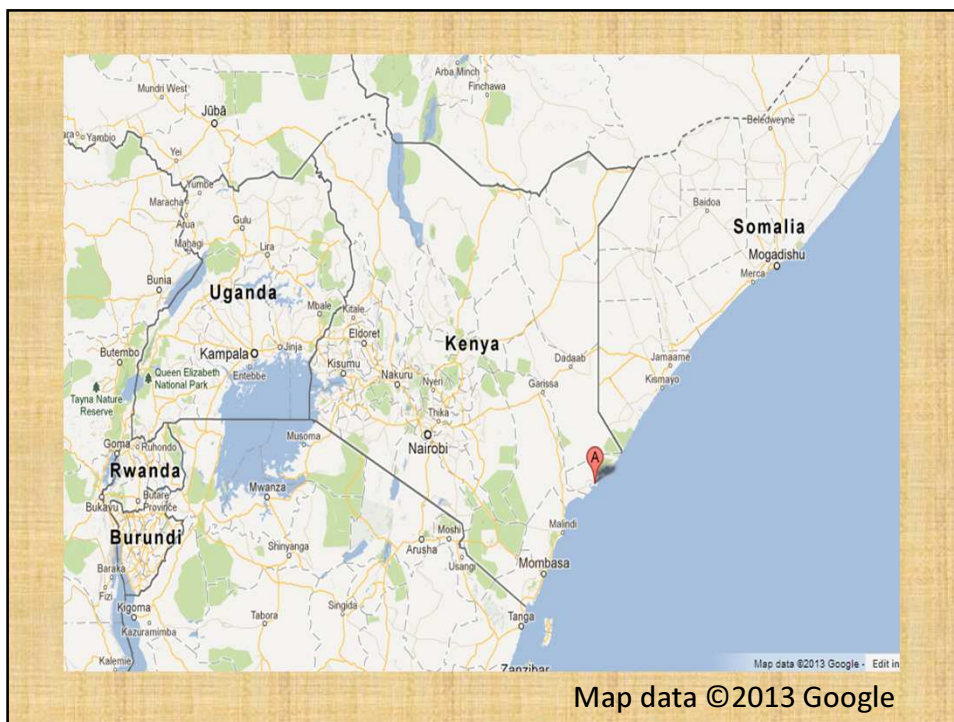 Arba Minch
Finchawa
Mundri West
Jūbā
Beledweyne
Yambio
Yei
Yumbe
Maracha
Baidoa
Arua
Gulu
Somalia
Mahagi
Lira
Mogadishu
Merca
Bunia
Uganda
Mbale
Kitale
Eldoret
Kenya
Butembo
Kampala
Jinja
Dadaab
Jamaame
Entebbe
Kisumu
Queen Elizabeth
National Park
Nakuru
Nyeri
Garissa
Kismayo
Tayna Nature
Reserve
Thika
Musoma
Nairobi
Goma
Ruhondo
A
Rwanda
Mwanza
Butare
Province
Bukavu
Malindi
Burundi
Moshi
Shinyanga
Arusha
Usangi
Mombasa
Baraka
Fizi
Kigoma
Tabora
Singida
Tanga
Kazuramimba
Kalemie
Zanzibar
Map data ©2013 Google - Edit in
Map data ©2013 Google